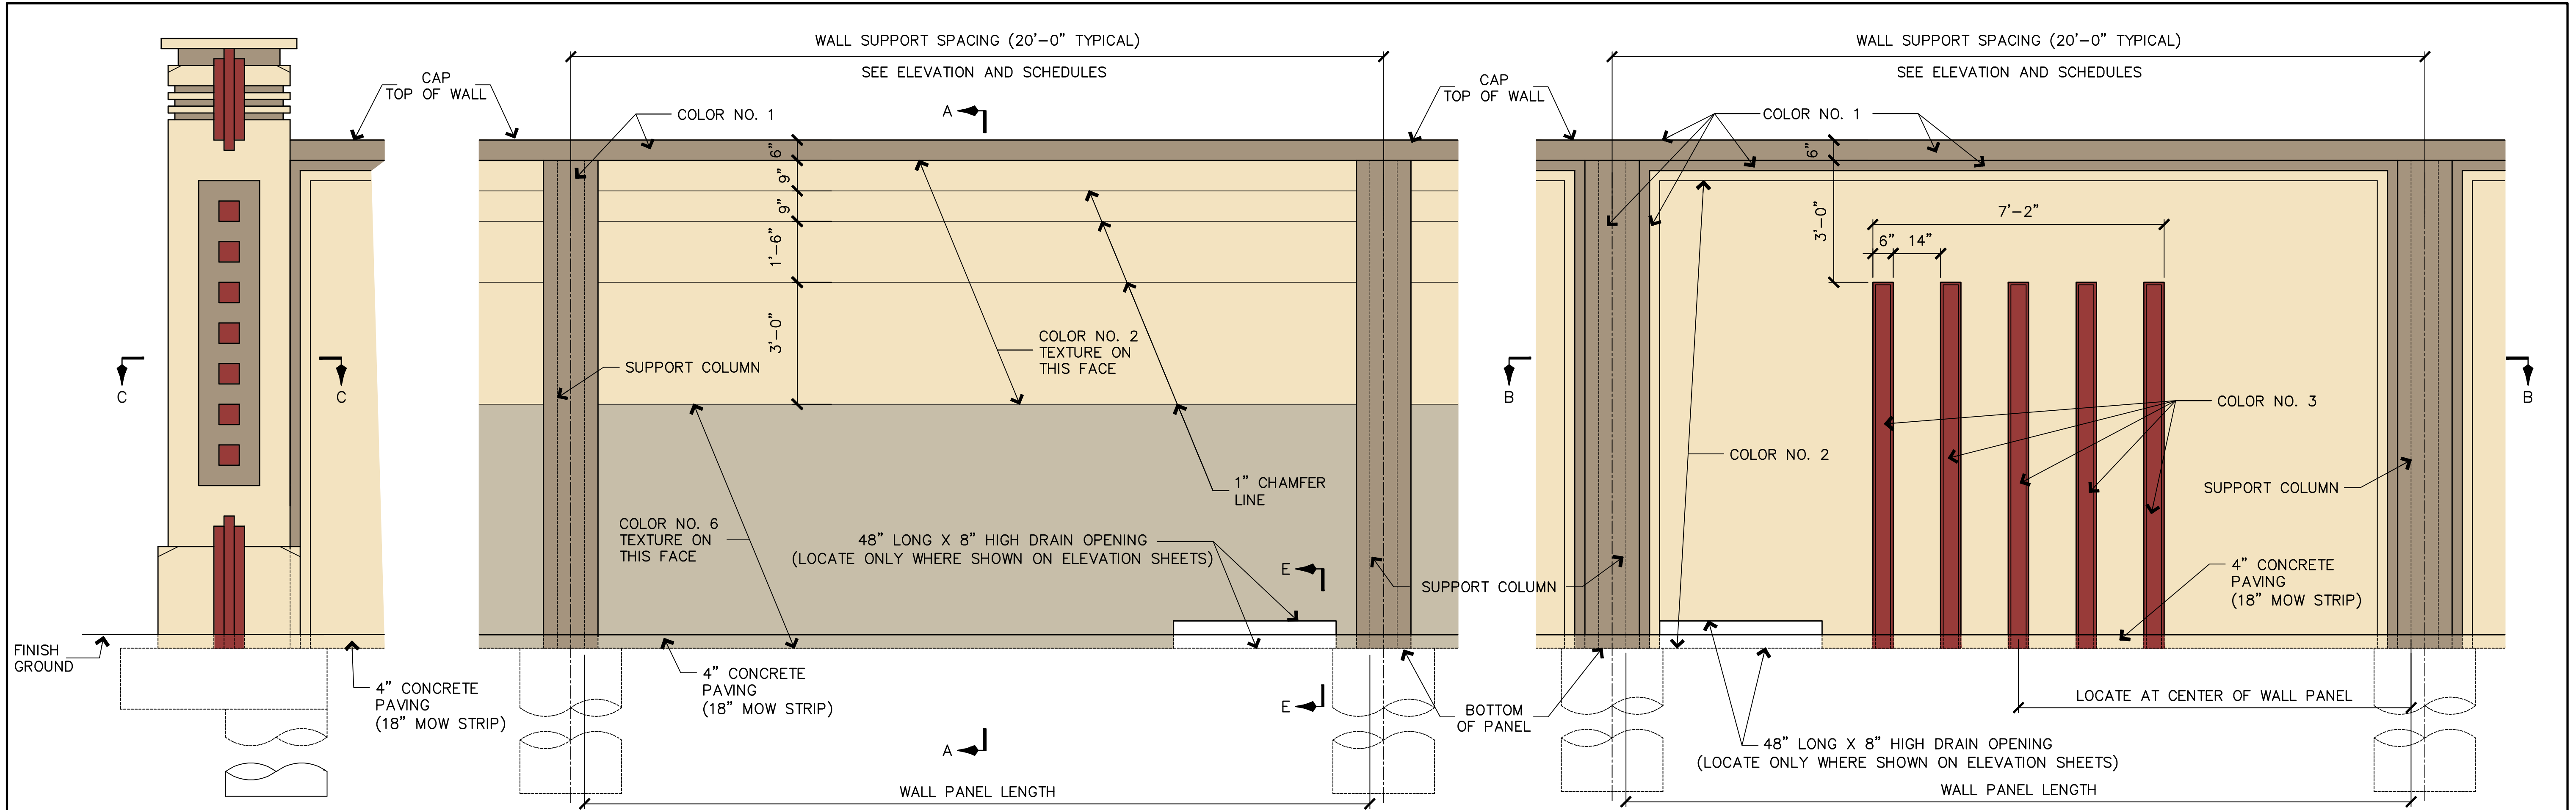 CAP
TOP OF WALL
C
C
FINISH
GROUND
4” CONCRETE
PAVING
(18” MOW STRIP)
WALL SUPPORT SPACING (20’–0” TYPICAL)
SEE ELEVATION AND SCHEDULES
COLOR NO. 1
A
6”
9”
9”
1’–6”
3’–0”
COLOR NO. 2
TEXTURE ON
THIS FACE
SUPPORT COLUMN
1” CHAMFER
LINE
COLOR NO. 6
TEXTURE ON
THIS FACE
48” LONG X 8” HIGH DRAIN OPENING
(LOCATE ONLY WHERE SHOWN ON ELEVATION SHEETS)
E
E
4” CONCRETE
PAVING
(18” MOW STRIP)
A
WALL PANEL LENGTH
CAP
TOP OF WALL
SUPPORT COLUMN
BOTTOM
OF PANEL
WALL SUPPORT SPACING (20’–0” TYPICAL)
SEE ELEVATION AND SCHEDULES
COLOR NO. 1
6”
3’–0”
7’–2”
6”
14”
B
B
COLOR NO. 3
COLOR NO. 2
SUPPORT COLUMN
4” CONCRETE
PAVING
(18” MOW STRIP)
LOCATE AT CENTER OF WALL PANEL
48” LONG X 8” HIGH DRAIN OPENING
(LOCATE ONLY WHERE SHOWN ON ELEVATION SHEETS)
WALL PANEL LENGTH